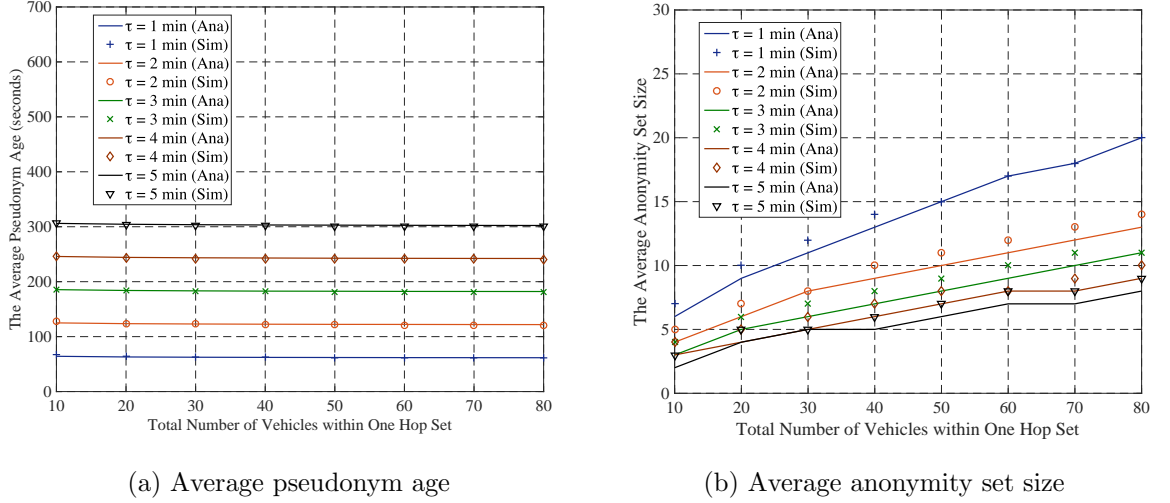 700
600
500
400
300
200
100
0
10 20 30 40 50 60 70 80
The Average Pseudonym Age (seconds)
Total Number of Vehicles within One Hop Set
τ = 1 min (Ana)
τ = 1 min (Sim)
τ = 2 min (Ana)
τ = 2 min (Sim)
τ = 3 min (Ana)
τ = 3 min (Sim)
τ = 4 min (Ana)
τ = 4 min (Sim)
τ = 5 min (Ana)
τ = 5 min (Sim)
(a) Average pseudonym age
30
25
20
15
10
5
0
10 20 30 40 50 60 70 80
The Average Anonymity Set Size
Total Number of Vehicles within One Hop Set
τ = 1 min (Ana)
τ = 1 min (Sim)
τ = 2 min (Ana)
τ = 2 min (Sim)
τ = 3 min (Ana)
τ = 3 min (Sim)
τ = 4 min (Ana)
τ = 4 min (Sim)
τ = 5 min (Ana)
τ = 5 min (Sim)
(b) Average anonymity set size